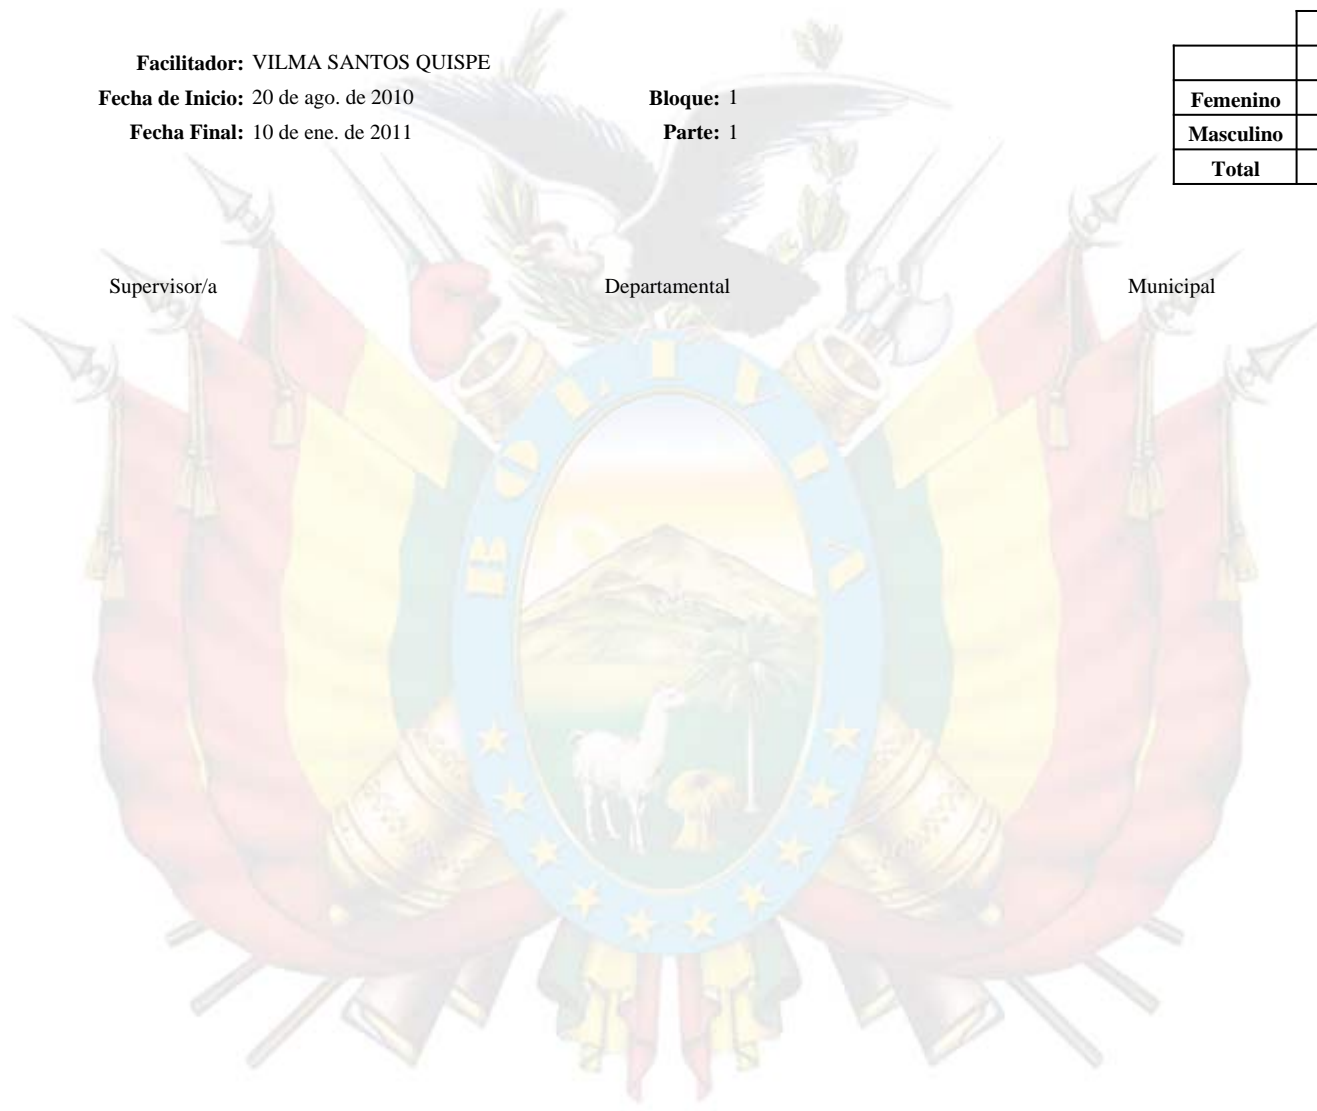 Facilitador: VILMA SANTOS QUISPE
Fecha de Inicio: 20 de ago. de 2010 Bloque: 1
Fecha Final: 10 de ene. de 2011 Parte: 1
Femenino
Masculino
Total
Supervisor/a Departamental Municipal
BOLIVIA